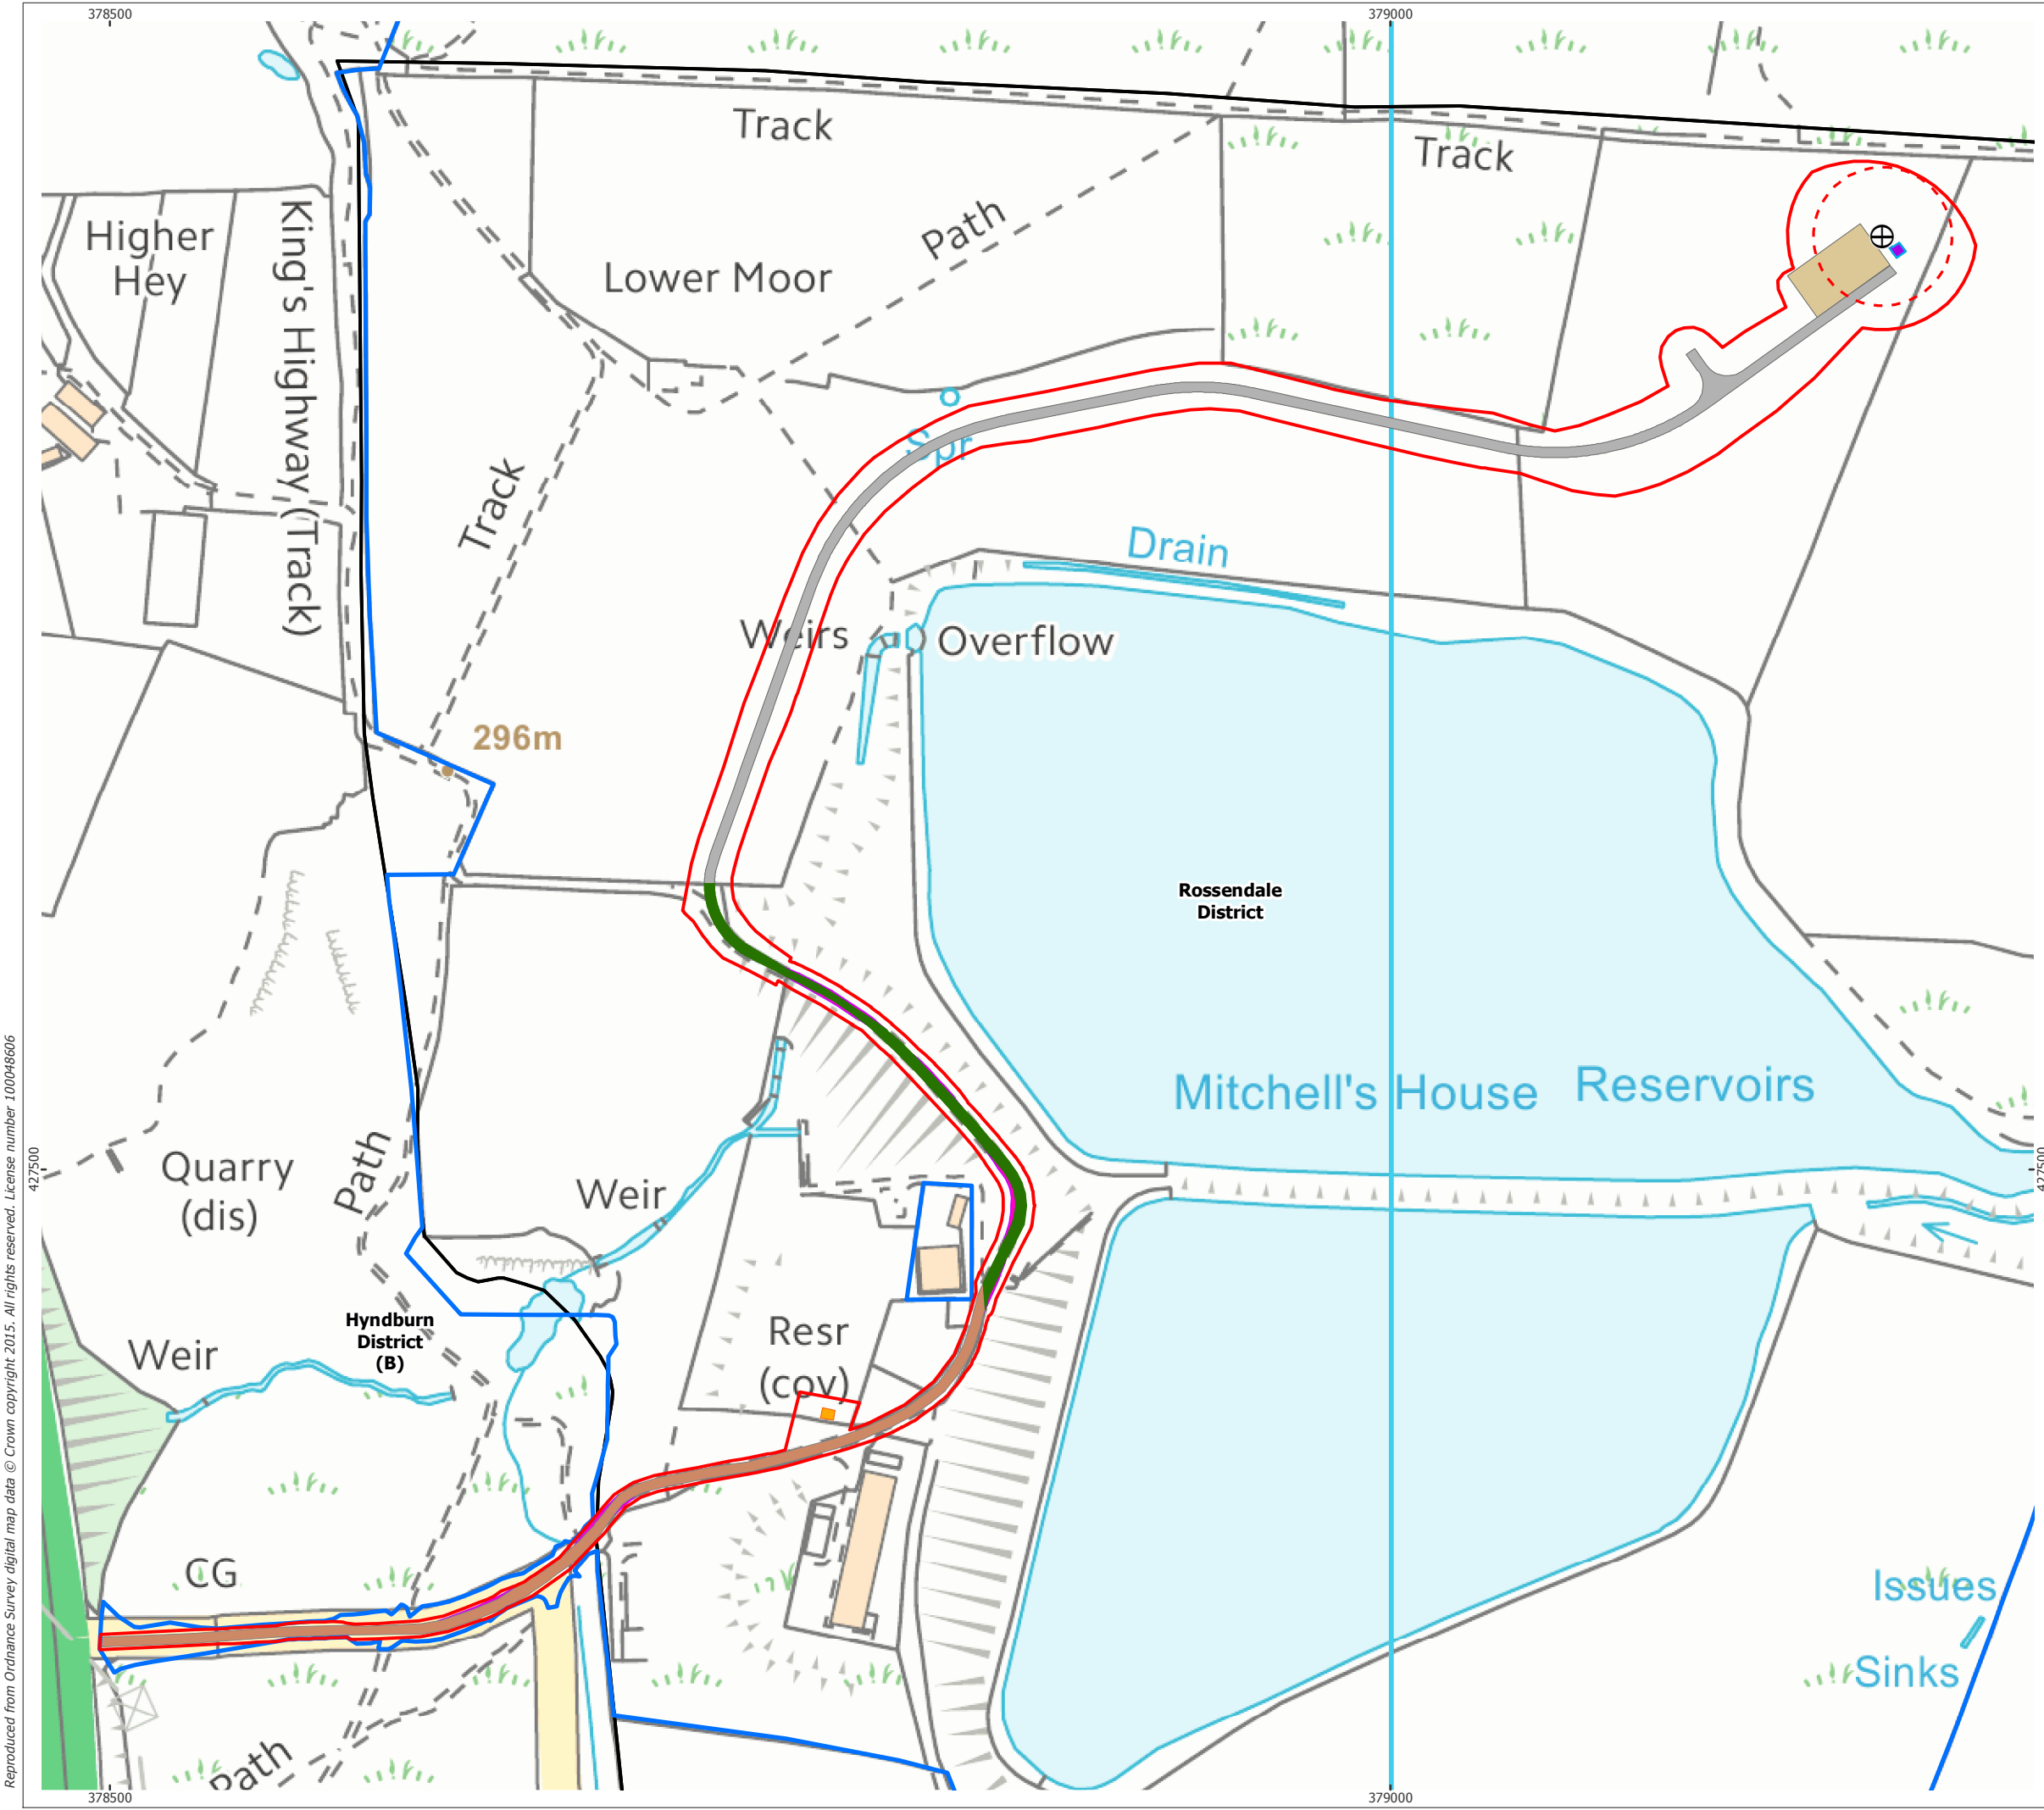 378500
379000
Track
Track
Higher
Hey
King's Highway (Track)
Path
Lower Moor
Spr
Track
Drain
Weirs
Overflow
296m
Rossendale
District
Mitchell's House
Reservoirs
427500
427500
Quarry
(dis)
Path
Weir
Hyndburn
District
(B)
Weir
Resr
(cov)
CG
Issues
Sinks
Path
378500
379000
Reproduced from Ordnance Survey digital map data © Crown copyright 2015. All rights reserved. License number 100048606